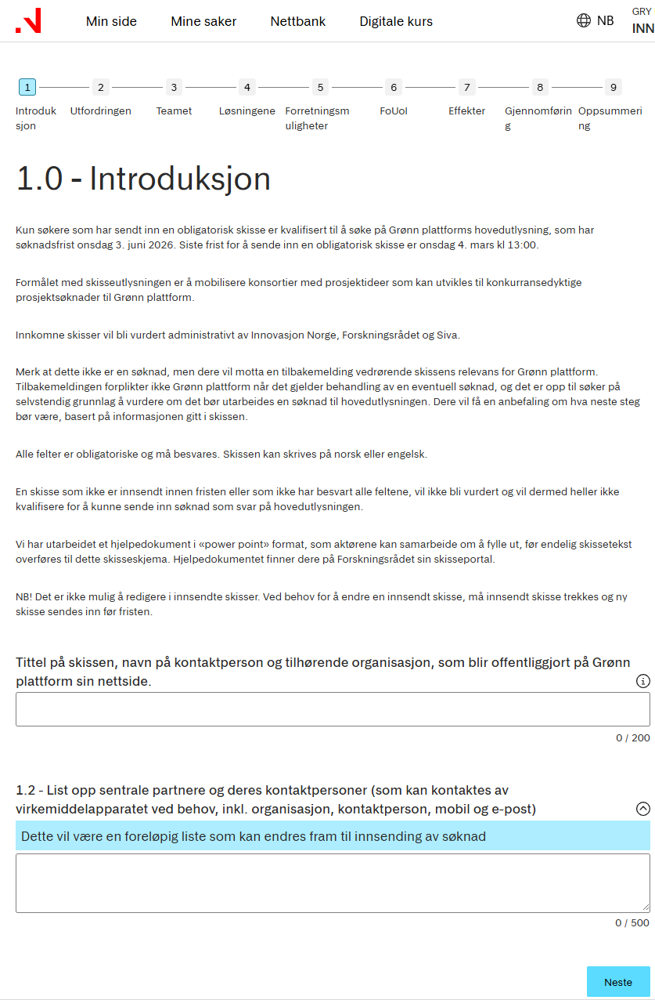 Min side Mine saker Nettbank Digitale kurs NB GRY
INN
1 2 3 4 5 6 7 8 9
Introduk Utfordringen Teamet Løsningene Forretningsm FoUoI Effekter Gjennomførin Oppsummeri
sjon uligheter g ng
1.0 - Introduksjon
Kun søkere som har sendt inn en obligatorisk skisse er kvalifisert til å søke på Grønn plattforms hovedutlysning, som har
søknadsfrist onsdag 3. juni 2026. Siste frist for å sende inn en obligatorisk skisse er onsdag 4. mars kl 13:00.
Formålet med skisseutlysningen er å mobilisere konsortier med prosjektideer som kan utvikles til konkurransedyktige
prosjektsøknader til Grønn plattform.
Innkomne skisser vil bli vurdert administrativt av Innovasjon Norge, Forskningsrådet og Siva.
Merk at dette ikke er en søknad, men dere vil motta en tilbakemelding vedrørende skissens relevans for Grønn plattform.
Tilbakemeldingen forplikter ikke Grønn plattform når det gjelder behandling av en eventuell søknad, og det er opp til søker på
selvstendig grunnlag å vurdere om det bør utarbeides en søknad til hovedutlysningen. Dere vil få en anbefaling om hva neste steg
bør være, basert på informasjonen gitt i skissen.
Alle felter er obligatoriske og må besvares. Skissen kan skrives på norsk eller engelsk.
En skisse som ikke er innsendt innen fristen eller som ikke har besvart alle feltene, vil ikke bli vurdert og vil dermed heller ikke
kvalifisere for å kunne sende inn søknad som svar på hovedutlysningen.
Vi har utarbeidet et hjelpedokument i «power point» format, som aktørene kan samarbeide om å fylle ut, før endelig skissetekst
overføres til dette skisseskjema. Hjelpedokumentet finner dere på Forskningsrådet sin skisseportal.
NB! Det er ikke mulig å redigere i innsendte skisser. Ved behov for å endre en innsendt skisse, må innsendt skisse trekkes og ny
skisse sendes inn før fristen.
Tittel på skissen, navn på kontaktperson og tilhørende organisasjon, som blir offentliggjort på Grønn
plattform sin nettside.
0 / 200
1.2 - List opp sentrale partnere og deres kontaktpersoner (som kan kontaktes av
virkemiddelapparatet ved behov, inkl. organisasjon, kontaktperson, mobil og e-post)
Dette vil være en foreløpig liste som kan endres fram til innsending av søknad
0 / 500
Neste